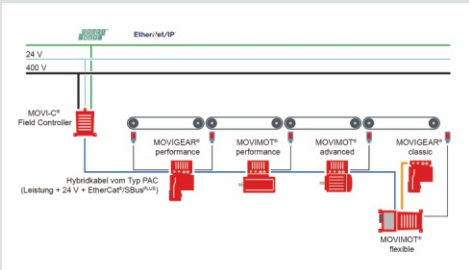 EtherNet/IP
24 V
400 V
MOVI-C®
Field Controller
MOVIGEAR®
performance
MOVIMOT®
performance
MOVIMOT®
advanced
MOVIGEAR®
classic
Hybridkabel vom Typ PAC
(Leistung + 24 V + EtherCat®/SBusPLUS)
MOVIMOT®
flexible